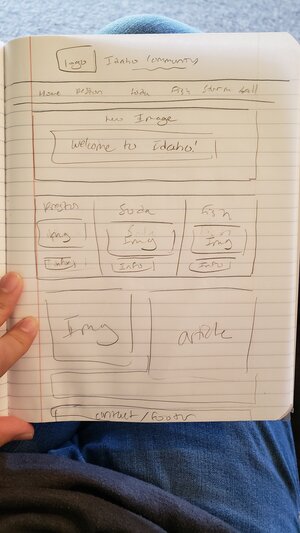 logo Idaho Community
Home Preston Soda Fish Storm
hero Image
Welcome to Idaho!
Preston Soda Fish
img Img Img
Info Info Info
Img article
contact / footer